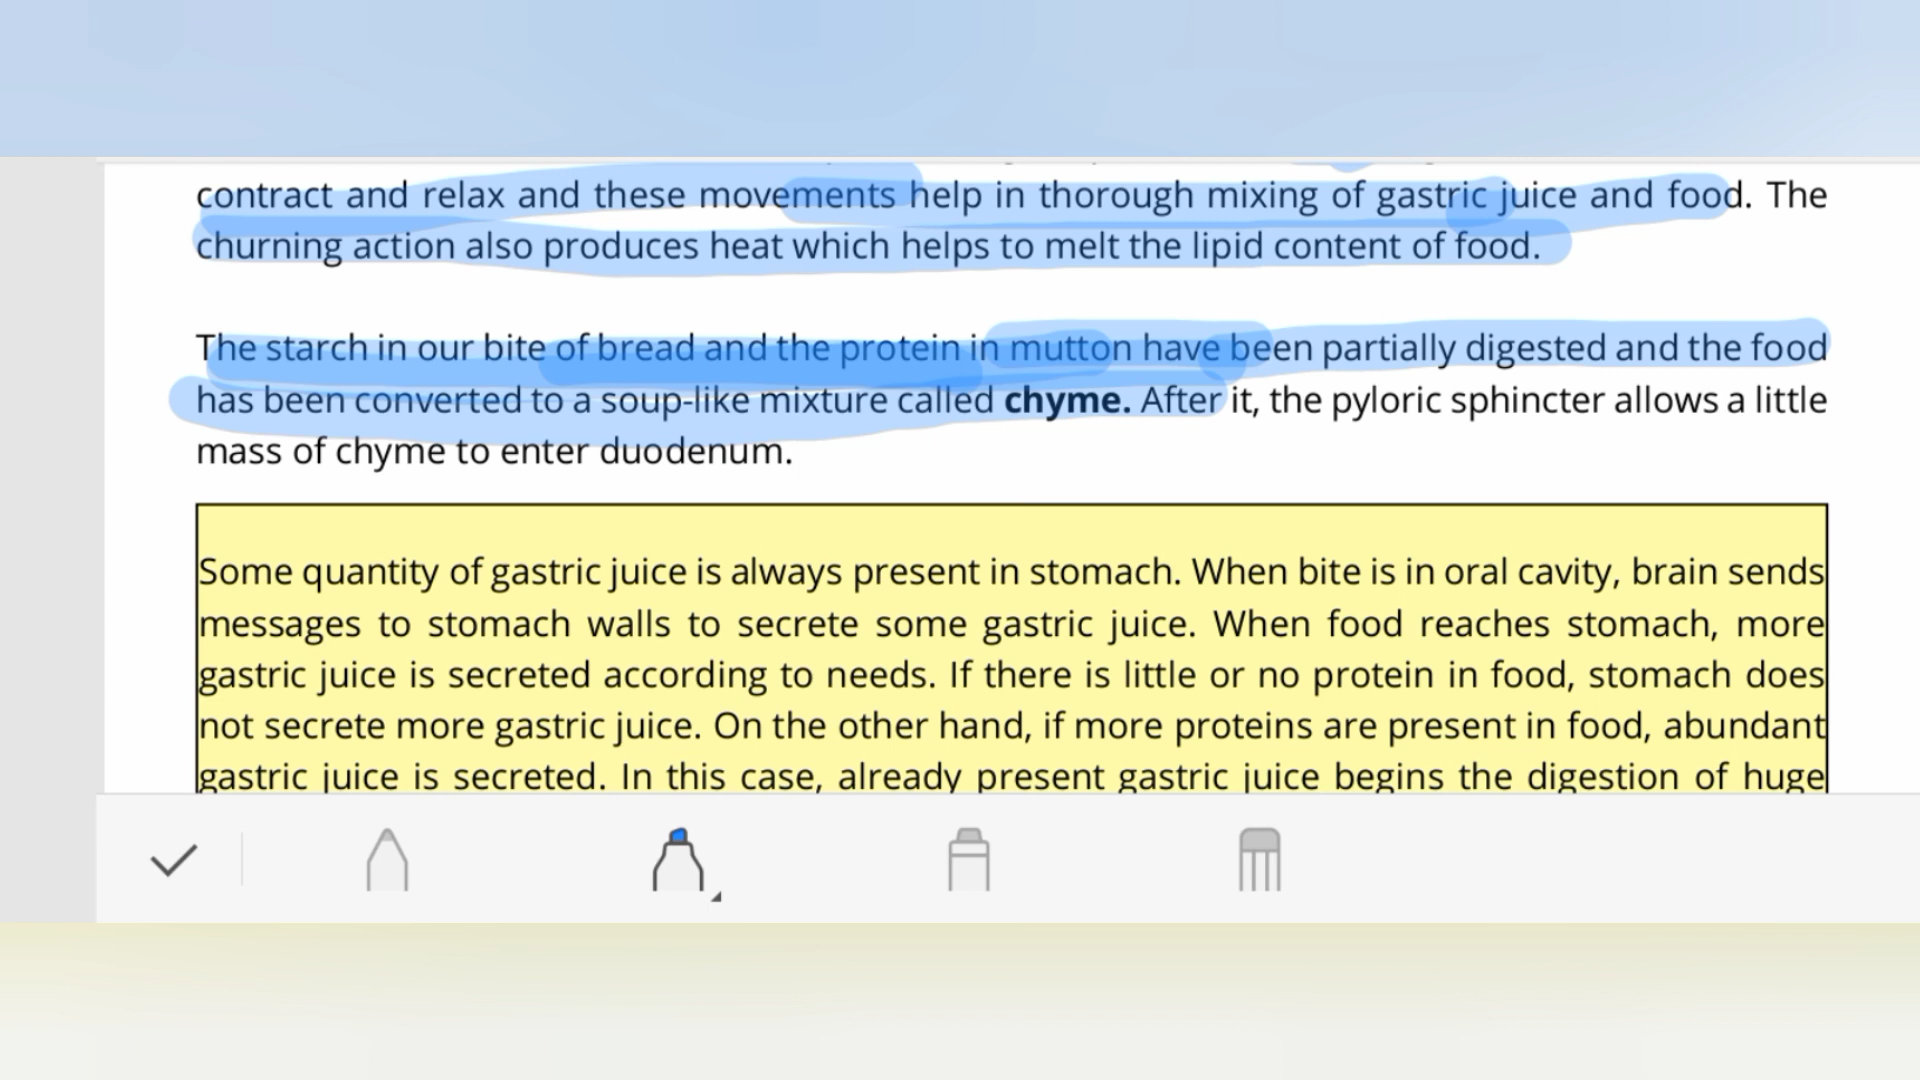 contract and relax and these movements help in thorough mixing of gastric juice and food. The
churning action also produces heat which helps to melt the lipid content of food.
The starch in our bite of bread and the protein in mutton have been partially digested and the food
has been converted to a soup-like mixture called chyme. After it, the pyloric sphincter allows a little
mass of chyme to enter duodenum.
Some quantity of gastric juice is always present in stomach. When bite is in oral cavity, brain sends
messages to stomach walls to secrete some gastric juice. When food reaches stomach, more
gastric juice is secreted according to needs. If there is little or no protein in food, stomach does
not secrete more gastric juice. On the other hand, if more proteins are present in food, abundant
gastric juice is secreted. In this case, already present gastric juice begins the digestion of huge